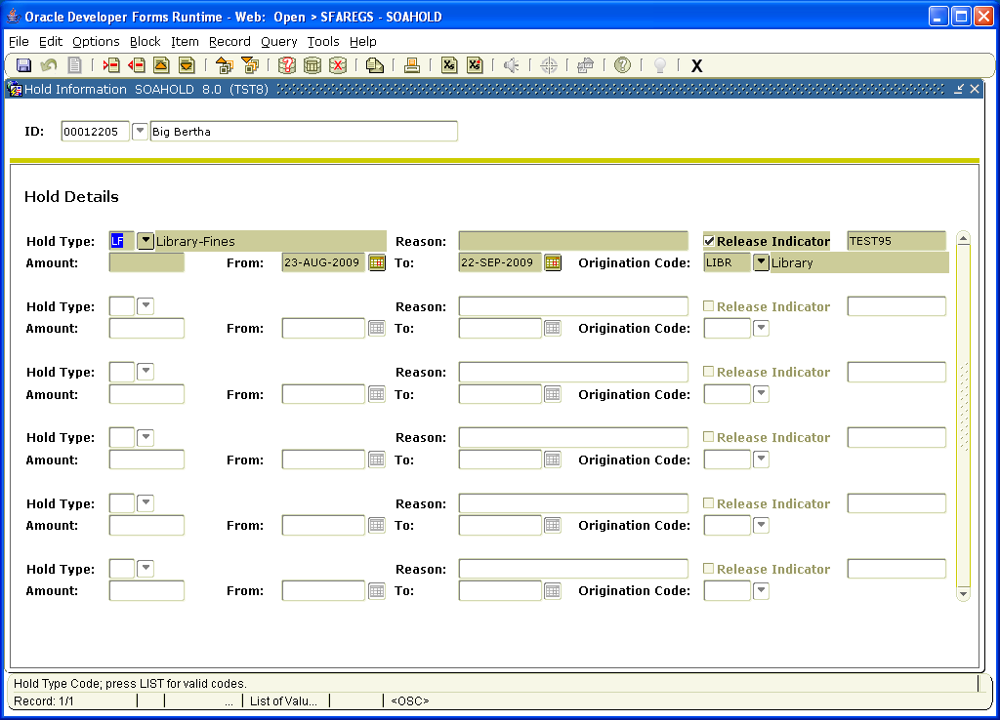 Oracle Developer Forms Runtime - Web: Open > SFAREGS - SOAHOLD
File Edit Options Block Item Record Query Tools Help
X
Hold Information SOAHOLD 8.0 (TST8)
ID: 00012205 Big Bertha
Hold Details
Hold Type: LF Library-Fines Reason: Release Indicator TEST95
Amount: From: 23-AUG-2009 To: 22-SEP-2009 Origination Code: LIBR Library
Hold Type: Reason: Release Indicator
Amount: From: To: Origination Code:
Hold Type: Reason: Release Indicator
Amount: From: To: Origination Code:
Hold Type: Reason: Release Indicator
Amount: From: To: Origination Code:
Hold Type: Reason: Release Indicator
Amount: From: To: Origination Code:
Hold Type: Reason: Release Indicator
Amount: From: To: Origination Code:
Hold Type Code; press LIST for valid codes.
Record: 1/1 ... List of Valu... <OSC>